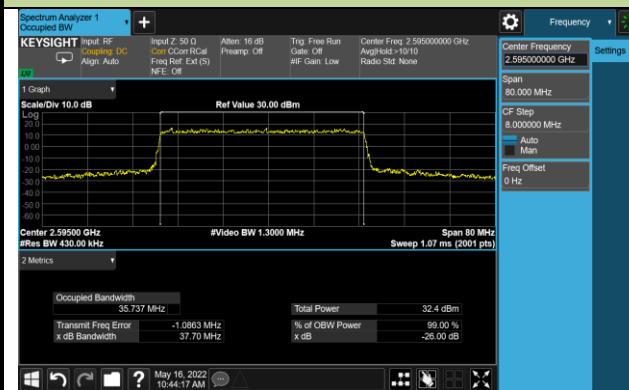 Spectrum Analyzer 1
Occupied BW
Frequency
KEYSIGHT
Input: RF
Coupling: DC
Align: Auto
Input Z: 50 Ω
Corr CCorr RCal
Freq Ref: Ext (S)
NFE: Off
Atten: 16 dB
Preamp: Off
Trig: Free Run
Gate: Off
#IF Gain: Low
Center Freq: 2.595000000 GHz
Avg|Hold:>10/10
Radio Std: None
Center Frequency
2.595000000 GHz
Settings
Span
80.000 MHz
CF Step
8.000000 MHz
Auto
Man
Freq Offset
0 Hz
1 Graph
Scale/Div 10.0 dB
Ref Value 30.00 dBm
Log
20.0
10.0
0.00
-10.0
-20.0
-30.0
-40.0
-50.0
-60.0
Center 2.59500 GHz
#Video BW 1.3000 MHz
Span 80 MHz
#Res BW 430.00 kHz
Sweep 1.07 ms (2001 pts)
2 Metrics
Occupied Bandwidth
35.737 MHz
Total Power
32.4 dBm
Transmit Freq Error
-1.0863 MHz
% of OBW Power
99.00 %
x dB Bandwidth
37.70 MHz
x dB
-26.00 dB
?
May 16, 2022
10:44:17 AM